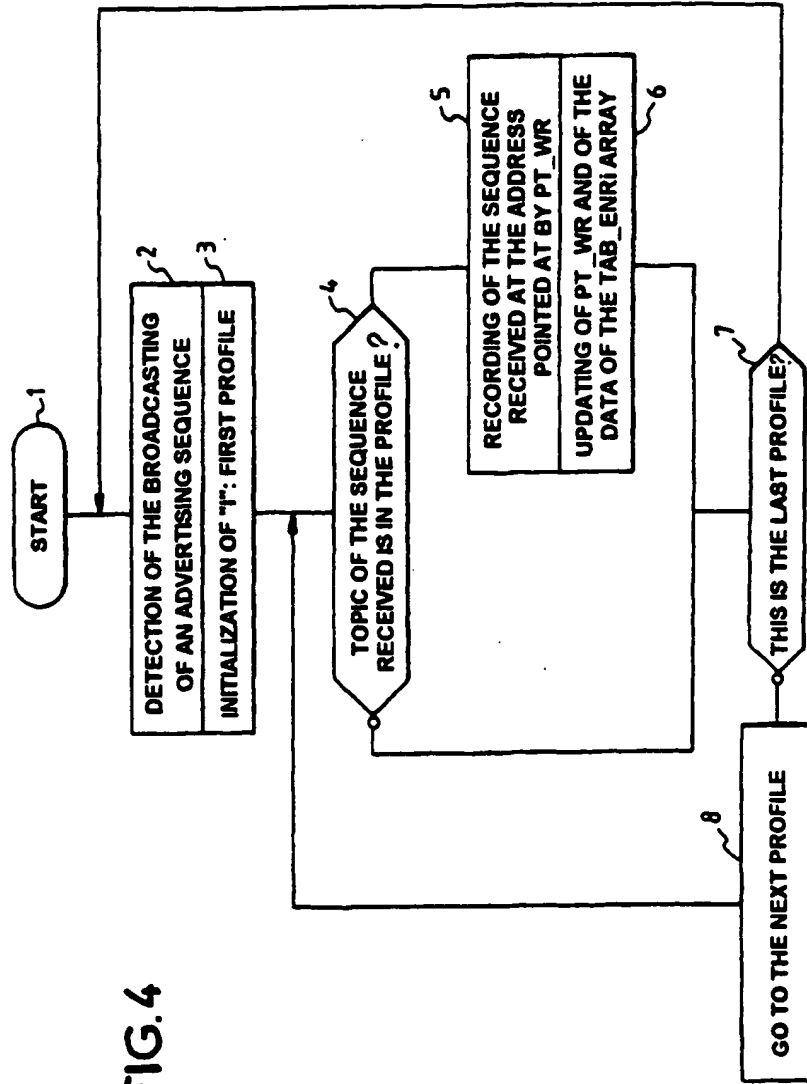 FIG.4
START
1
DETECTION OF THE BROADCASTING
OF AN ADVERTISING SEQUENCE
2
INITIALIZATION OF "I": FIRST PROFILE
3
TOPIC OF THE SEQUENCE
RECEIVED IS IN THE PROFILE?
4
RECORDING OF THE SEQUENCE
RECEIVED AT THE ADDRESS
POINTED AT BY PT_WR
5
UPDATING OF PT_WR AND OF THE
DATA OF THE TAB_ENRi ARRAY
6
THIS IS THE LAST PROFILE?
7
GO TO THE NEXT PROFILE
8